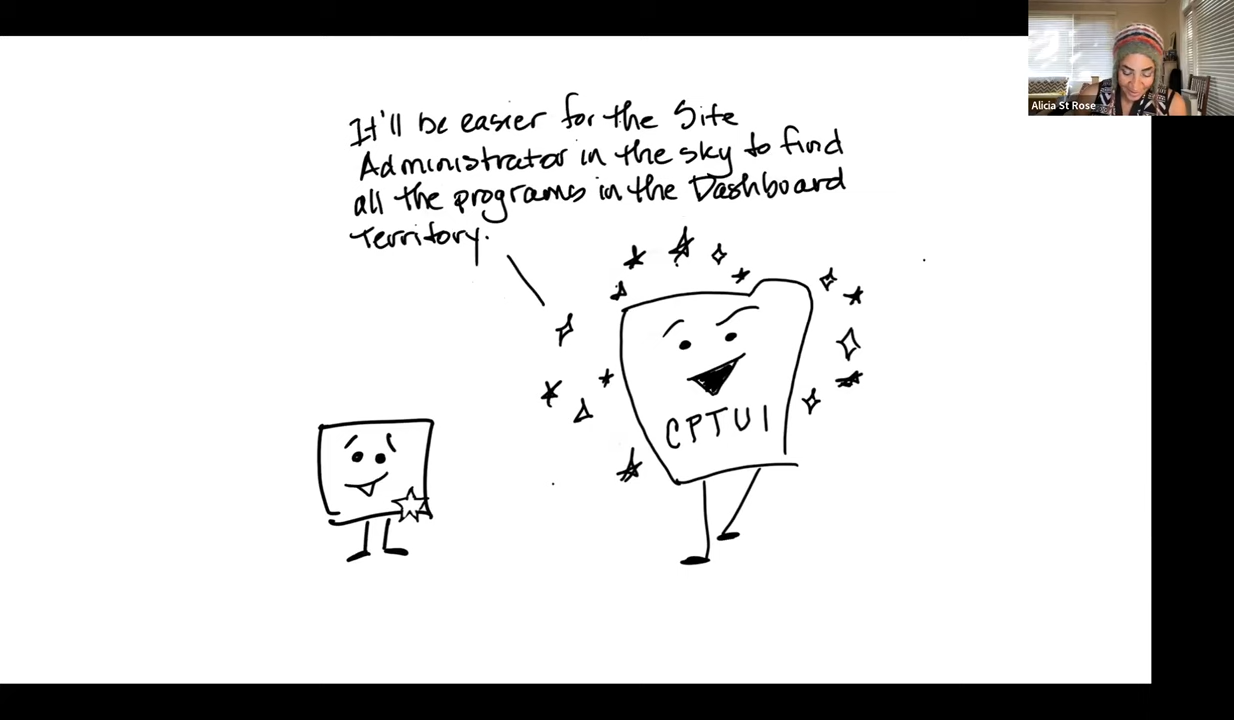 It'll be easier for the Site
Administrator in the sky to find
all the programs in the Dashboard
Territory.
CPTUI
Alicia St Rose